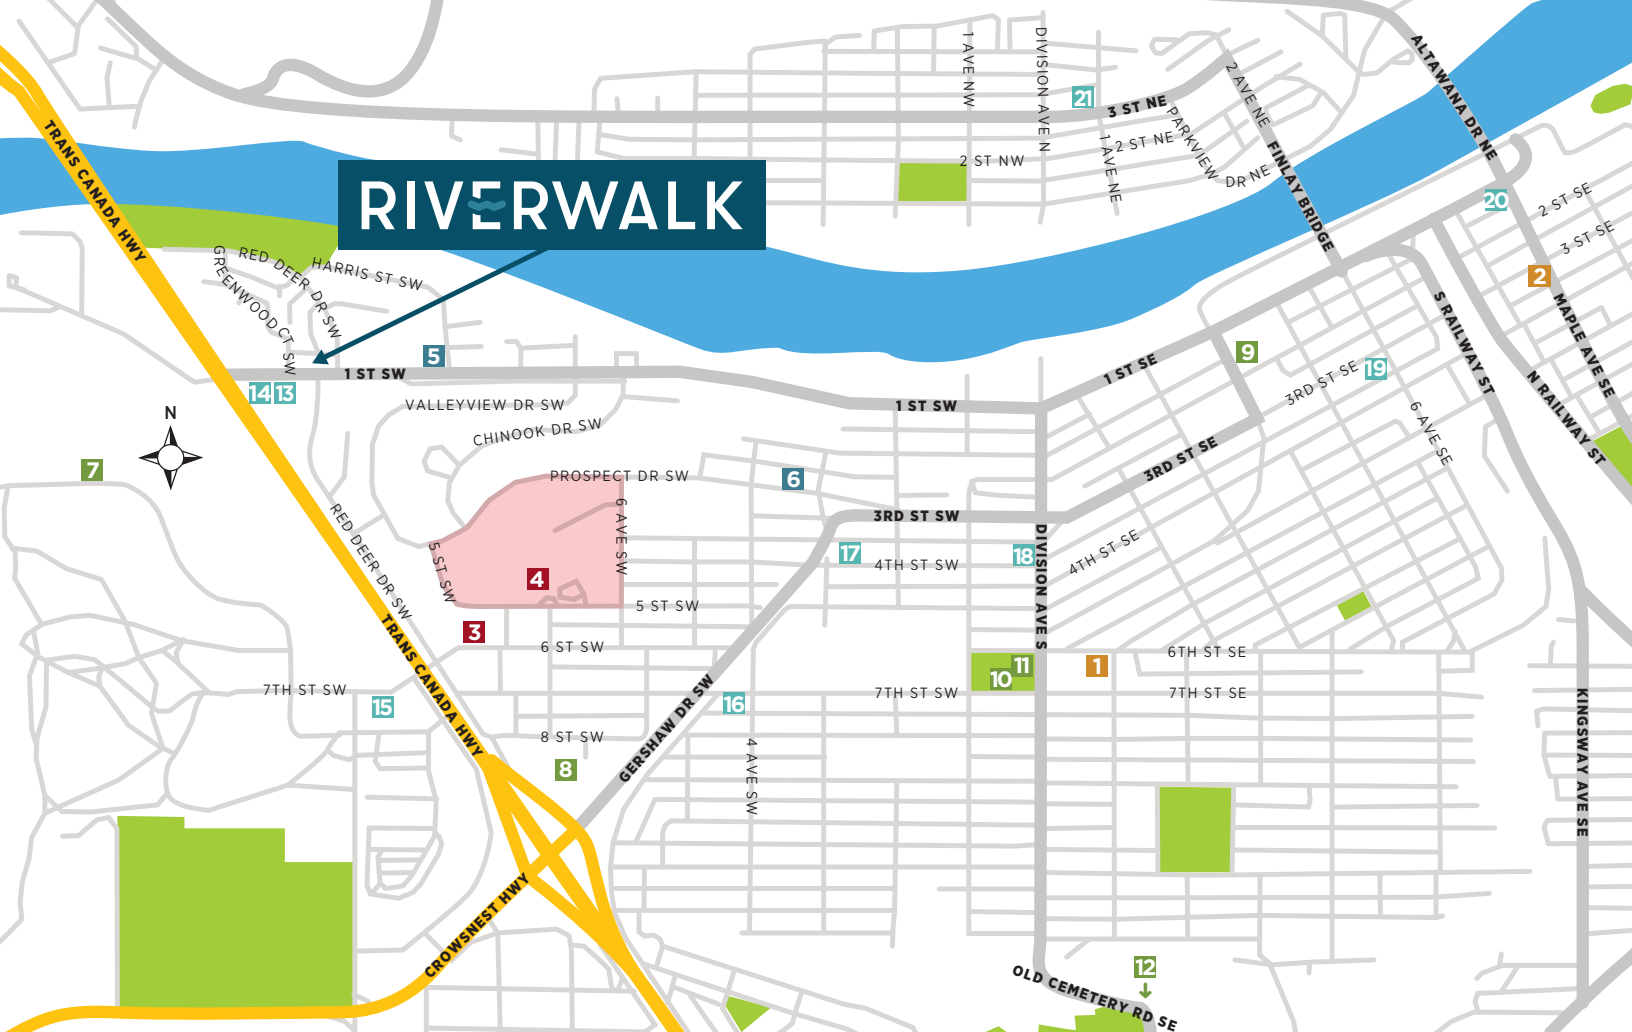 1 AVE NW
DIVISION AVE N
21
3 ST NE
2 ST NE
1 AVE NE
PARKVIEW
DR NE
2 AVE NE
FINLAY BRIDGE
ALTAWANA DR NE
2 ST NW
TRANS CANADA HWY
RIVERWALK
20
2 ST SE
3 ST SE
2
MAPLE AVE SE
GREENWOOD CT SW
RED DEER DR SW
HARRIS ST SW
5
1 ST SW
14
13
VALLEYVIEW DR SW
CHINOOK DR SW
1 ST SW
1 ST SE
9
3RD ST SE
19
S RAILWAY ST
N RAILWAY ST
6 AVE SE
3RD ST SE
N
7
PROSPECT DR SW
6
6 AVE SW
5 ST SW
4
3
RED DEER DR SW
3RD ST SW
17
4TH ST SW
18
DIVISION AVE S
4TH ST SE
5 ST SW
6 ST SW
TRANS CANADA HWY
7TH ST SW
15
16
GERSHAW DR SW
8 ST SW
8
4 AVE SW
7TH ST SW
11
10
1
6TH ST SE
7TH ST SE
KINGSWAY AVE SE
CROWSNEST HWY
OLD CEMETERY RD SE
12